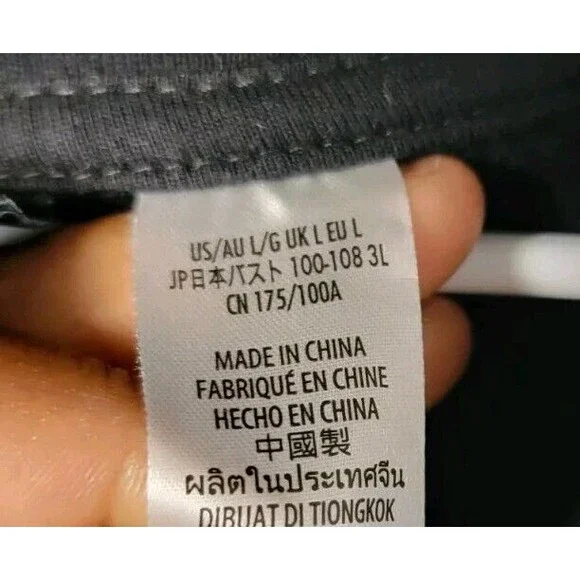 US/AU L/G UK L EU L
JP日本バスト 100-108 3L
CN 175/100A
MADE IN CHINA
FABRIQUÉ EN CHINE
HECHO EN CHINA
中國製
ผลิตในประเทศจีน
DIBUAT DI TIONGKOK